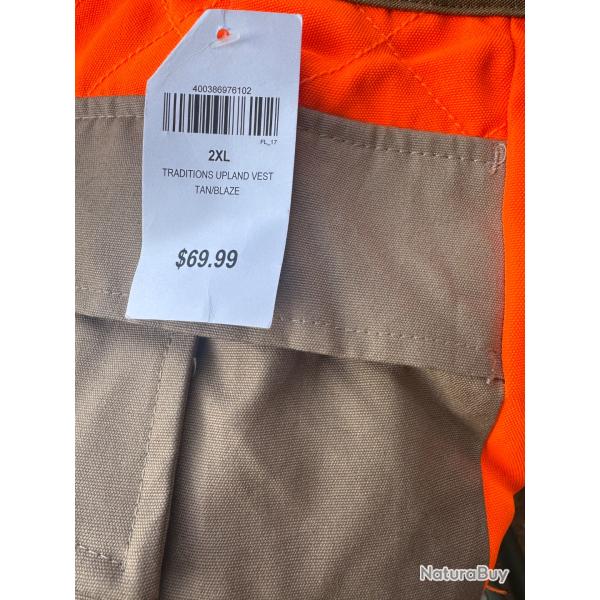 400386976102
FL_17
2XL
TRADITIONS UPLAND VEST
TAN/BLAZE
$69.99
NaturaBuy